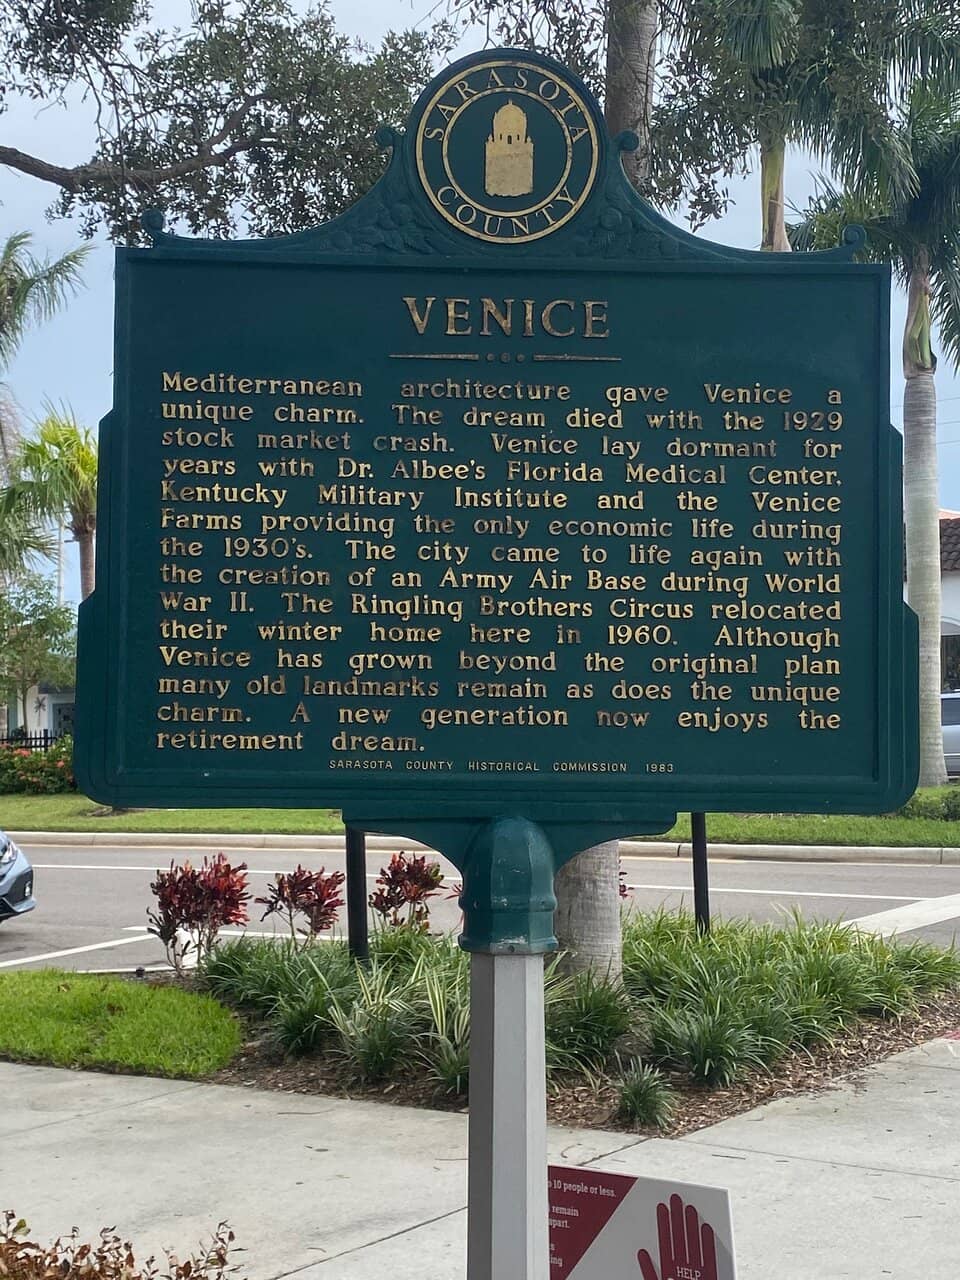 SARASOTA
COUNTY
VENICE
Mediterranean architecture gave Venice a
unique charm. The dream died with the 1929
stock market crash. Venice lay dormant for
years with Dr. Albee's Florida Medical Center,
Kentucky Military Institute and the Venice
Farms providing the only economic life during
the 1930's. The city came to life again with
the creation of an Army Air Base during World
War II. The Ringling Brothers Circus relocated
their winter home here in 1960. Although
Venice has grown beyond the original plan
many old landmarks remain as does the unique
charm. A new generation now enjoys the
retirement dream.
SARASOTA COUNTY HISTORICAL COMMISSION 1983
10 people or less.
remain
apart.
HELP